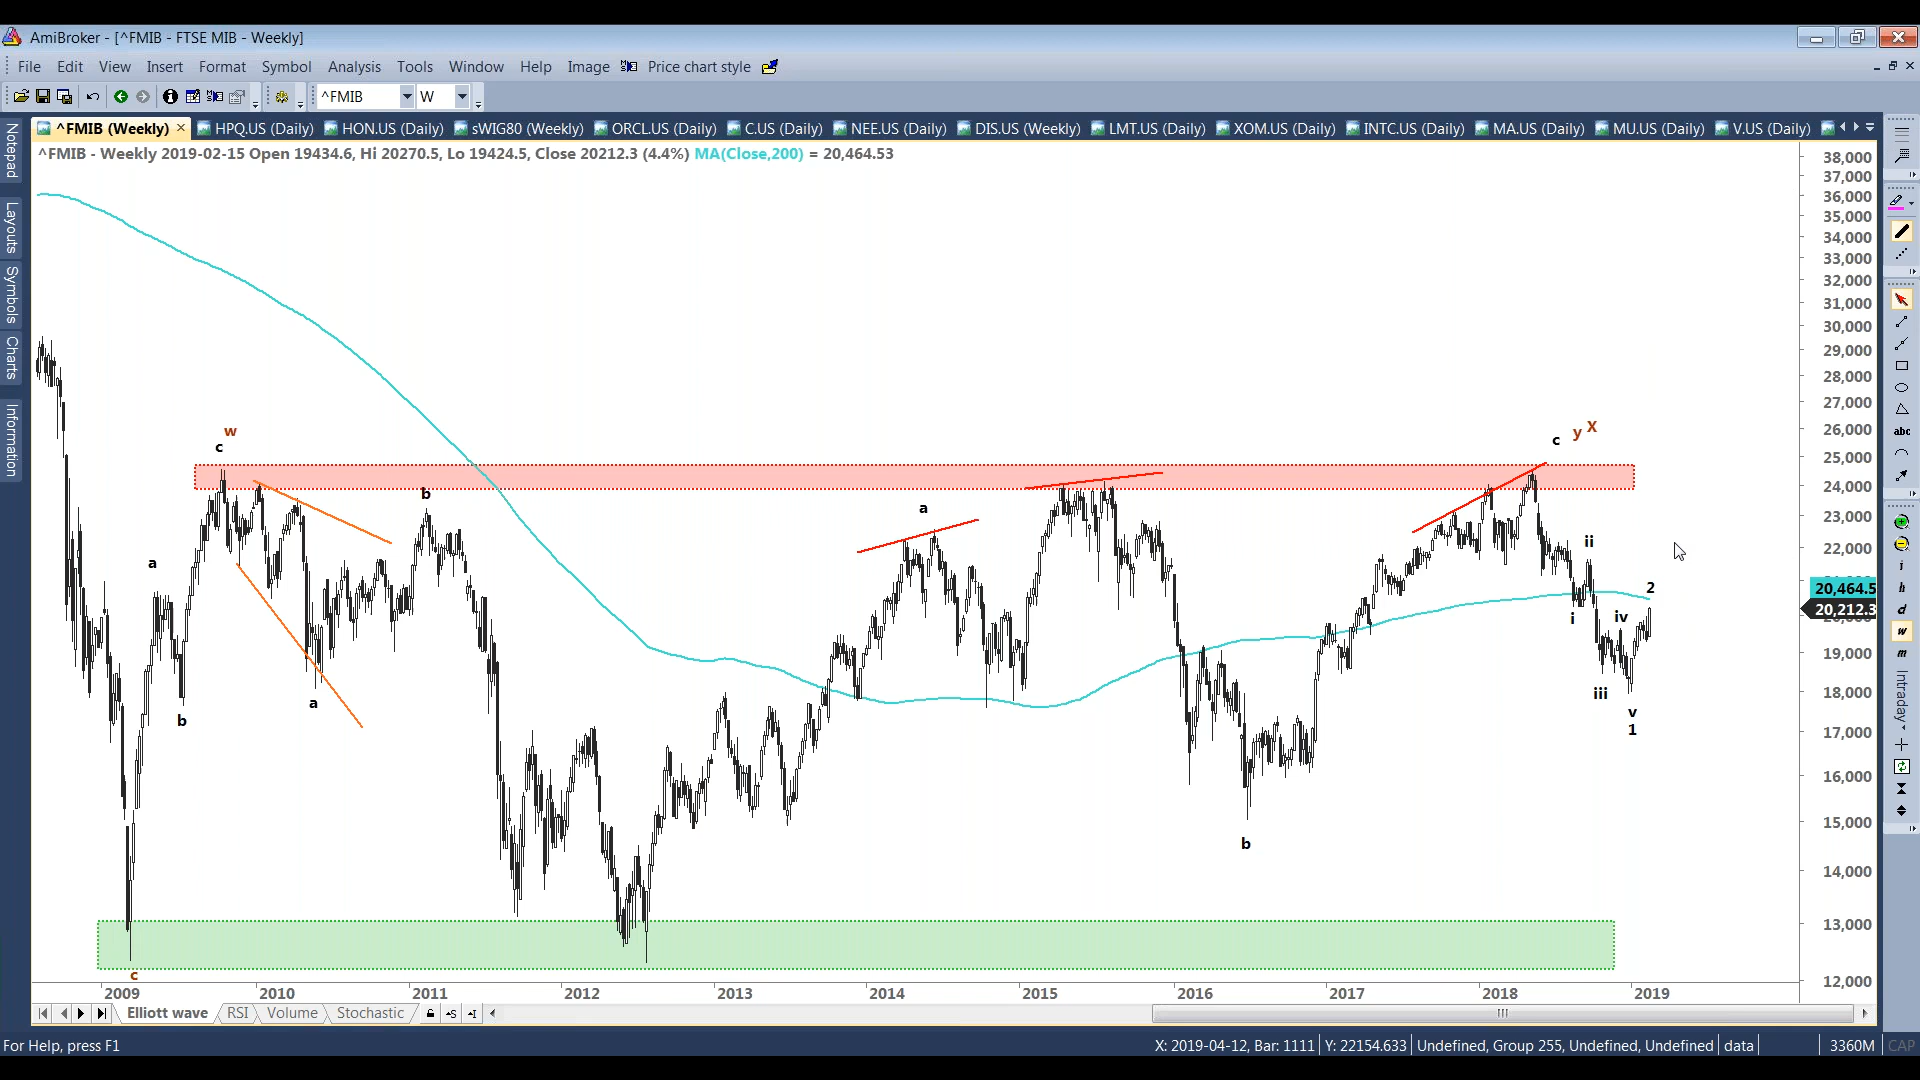 AmiBroker - [^FMIB - FTSE MIB - Weekly]
File Edit View Insert Format Symbol Analysis Tools Window Help Image Price chart style
^FMIB W
^FMIB (Weekly) HPQ.US (Daily) HON.US (Daily) sWIG80 (Weekly) ORCL.US (Daily) C.US (Daily) NEE.US (Daily) DIS.US (Weekly) LMT.US (Daily) XOM.US (Daily) INTC.US (Daily) MA.US (Daily) MU.US (Daily) V.US (Daily)
^FMIB - Weekly 2019-02-15 Open 19434.6, Hi 20270.5, Lo 19424.5, Close 20212.3 (4.4%) MA(Close,200) = 20,464.53
Notepad
Layouts
Symbols
Charts
Information
38,000
37,000
36,000
35,000
34,000
33,000
32,000
31,000
30,000
29,000
28,000
27,000
26,000
25,000
24,000
23,000
22,000
20,464.5
20,212.3
19,000
18,000
17,000
16,000
15,000
14,000
13,000
12,000
w
c
y X
c
b
a
ii
a
2
i
iv
iii
a
b
v
1
b
c
abc
i
h
d
w
m
Intraday
2009 2010 2011 2012 2013 2014 2015 2016 2017 2018 2019
Elliott wave RSI Volume Stochastic
For Help, press F1
X: 2019-04-12, Bar: 1111 Y: 22154.633 Undefined, Group 255, Undefined, Undefined data 3360M CAP